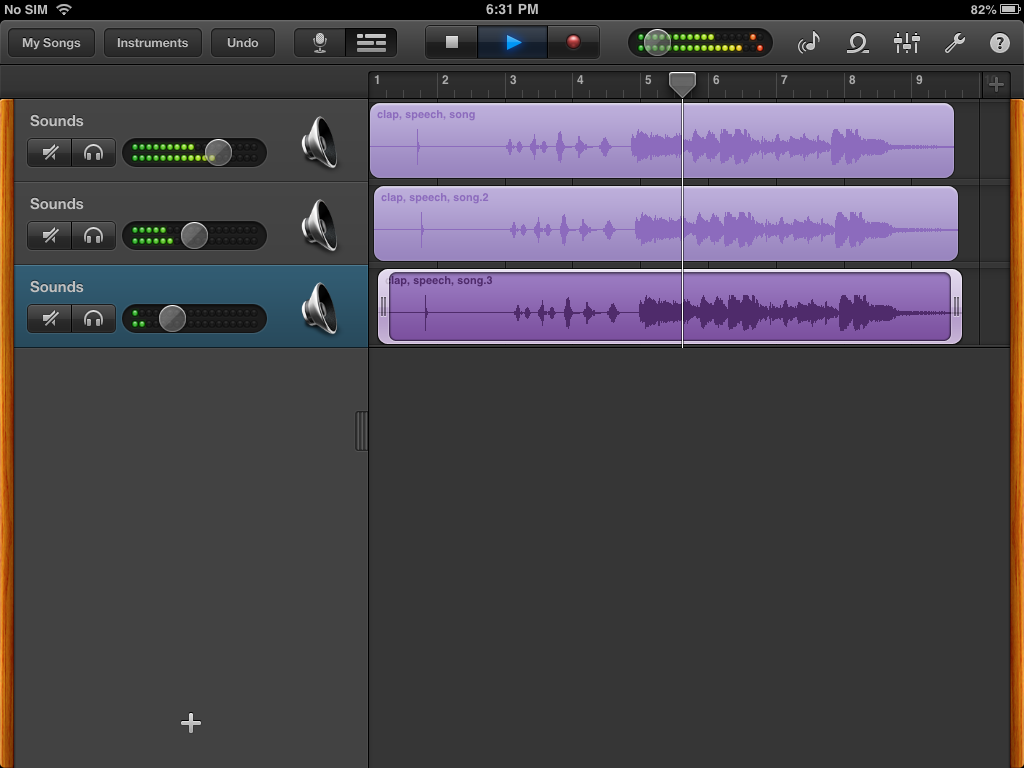 No SIM 6:31 PM 82%
My Songs Instruments Undo ?
1 2 3 4 5 6 7 8 9
Sounds
clap, speech, song
Sounds
clap, speech, song.2
Sounds
clap, speech, song.3